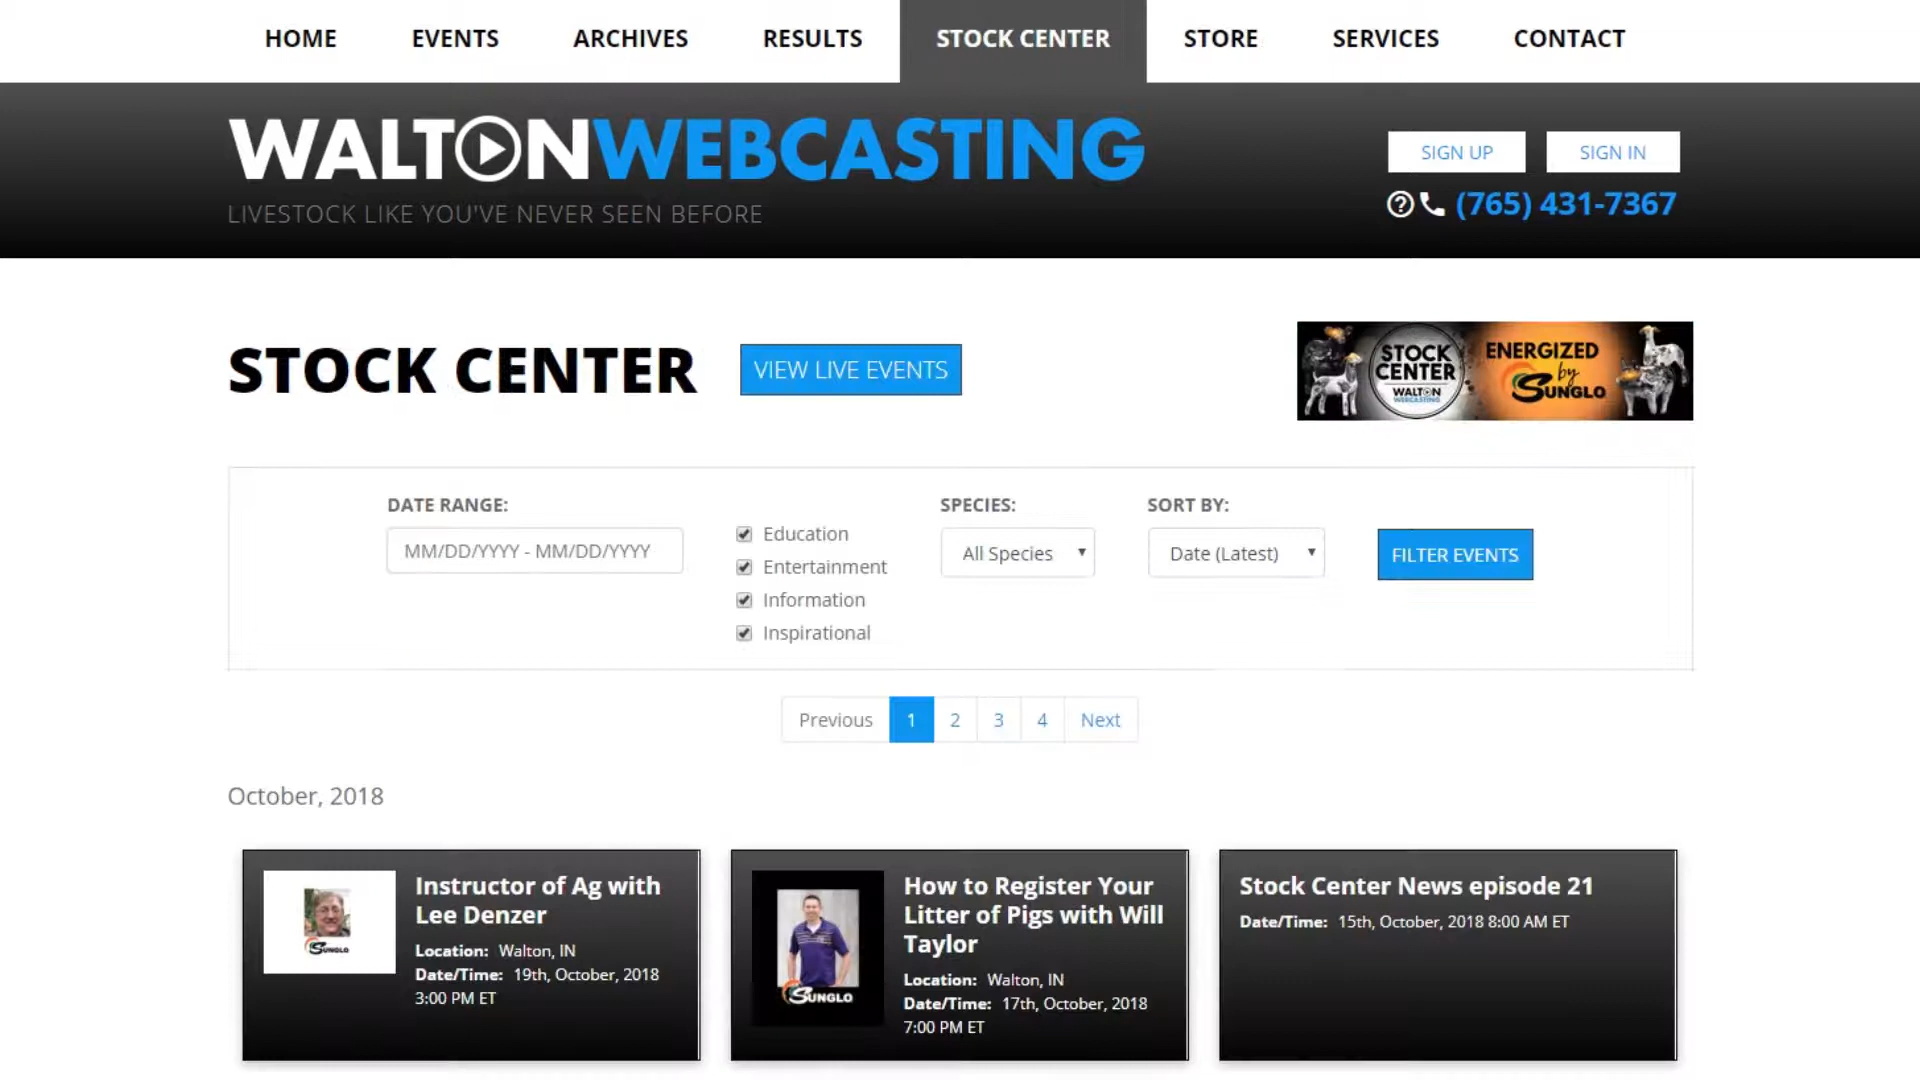 HOME EVENTS ARCHIVES RESULTS STOCK CENTER STORE SERVICES CONTACT
WALTONWEBCASTING
LIVESTOCK LIKE YOU'VE NEVER SEEN BEFORE
SIGN UP SIGN IN
(765) 431-7367
STOCK CENTER
VIEW LIVE EVENTS
STOCK
CENTER
WALTON
WEBCASTING
ENERGIZED
by
SUNGLO
DATE RANGE:
MM/DD/YYYY - MM/DD/YYYY
Education
Entertainment
Information
Inspirational
SPECIES:
All Species
SORT BY:
Date (Latest)
FILTER EVENTS
Previous 1 2 3 4 Next
October, 2018
SUNGLO
Instructor of Ag with
Lee Denzer
Location: Walton, IN
Date/Time: 19th, October, 2018
3:00 PM ET
SUNGLO
How to Register Your
Litter of Pigs with Will
Taylor
Location: Walton, IN
Date/Time: 17th, October, 2018
7:00 PM ET
Stock Center News episode 21
Date/Time: 15th, October, 2018 8:00 AM ET